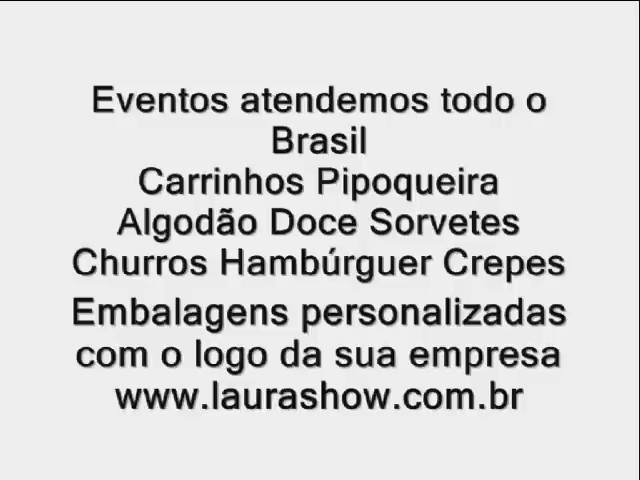 Eventos atendemos todo o
Brasil
Carrinhos Pipoqueira
Algodão Doce Sorvetes
Churros Hambúrguer Crepes
Embalagens personalizadas
com o logo da sua empresa
www.laurashow.com.br